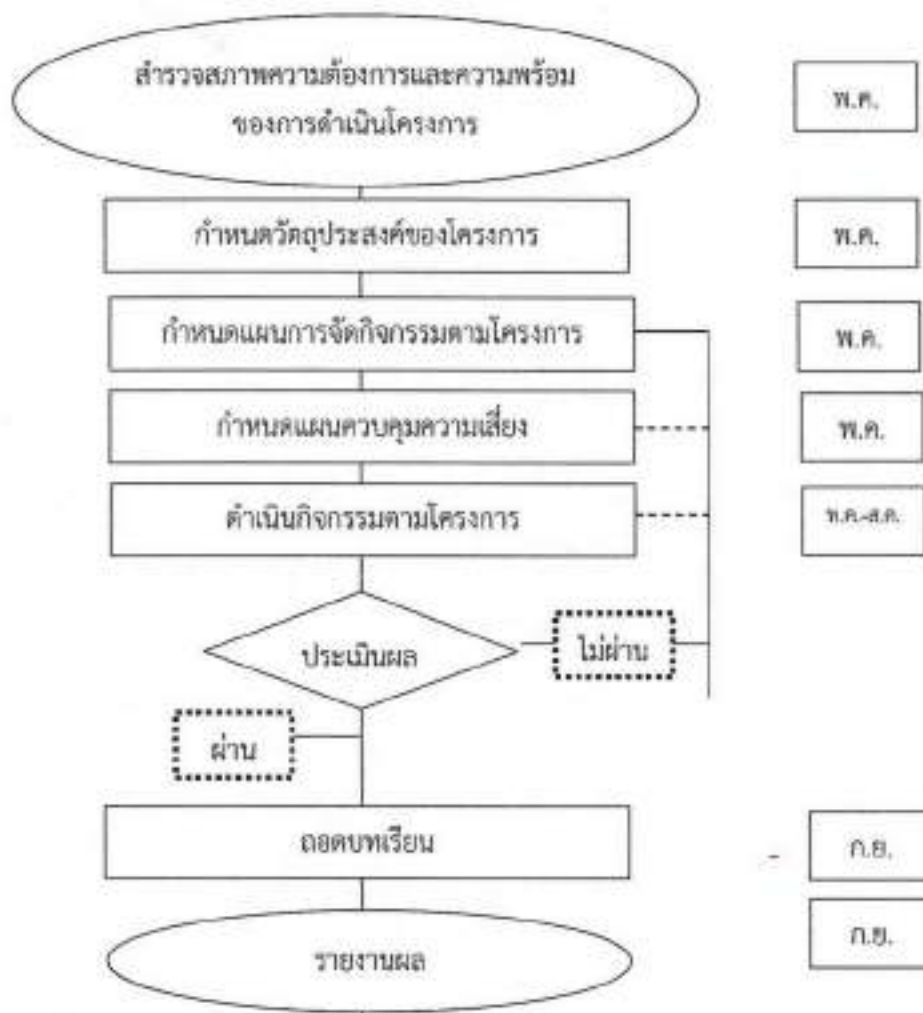 สำรวจสภาพความต้องการและความพร้อม
ของการดำเนินโครงการ
พ.ค.
กำหนดวัตถุประสงค์ของโครงการ
พ.ค.
กำหนดแผนการจัดกิจกรรมตามโครงการ
พ.ค.
กำหนดแผนควบคุมความเสี่ยง
พ.ค.
ดำเนินกิจกรรมตามโครงการ
พ.ค.-ส.ค.
ประเมินผล
ไม่ผ่าน
ผ่าน
ถอดบทเรียน
ก.ย.
รายงานผล
ก.ย.